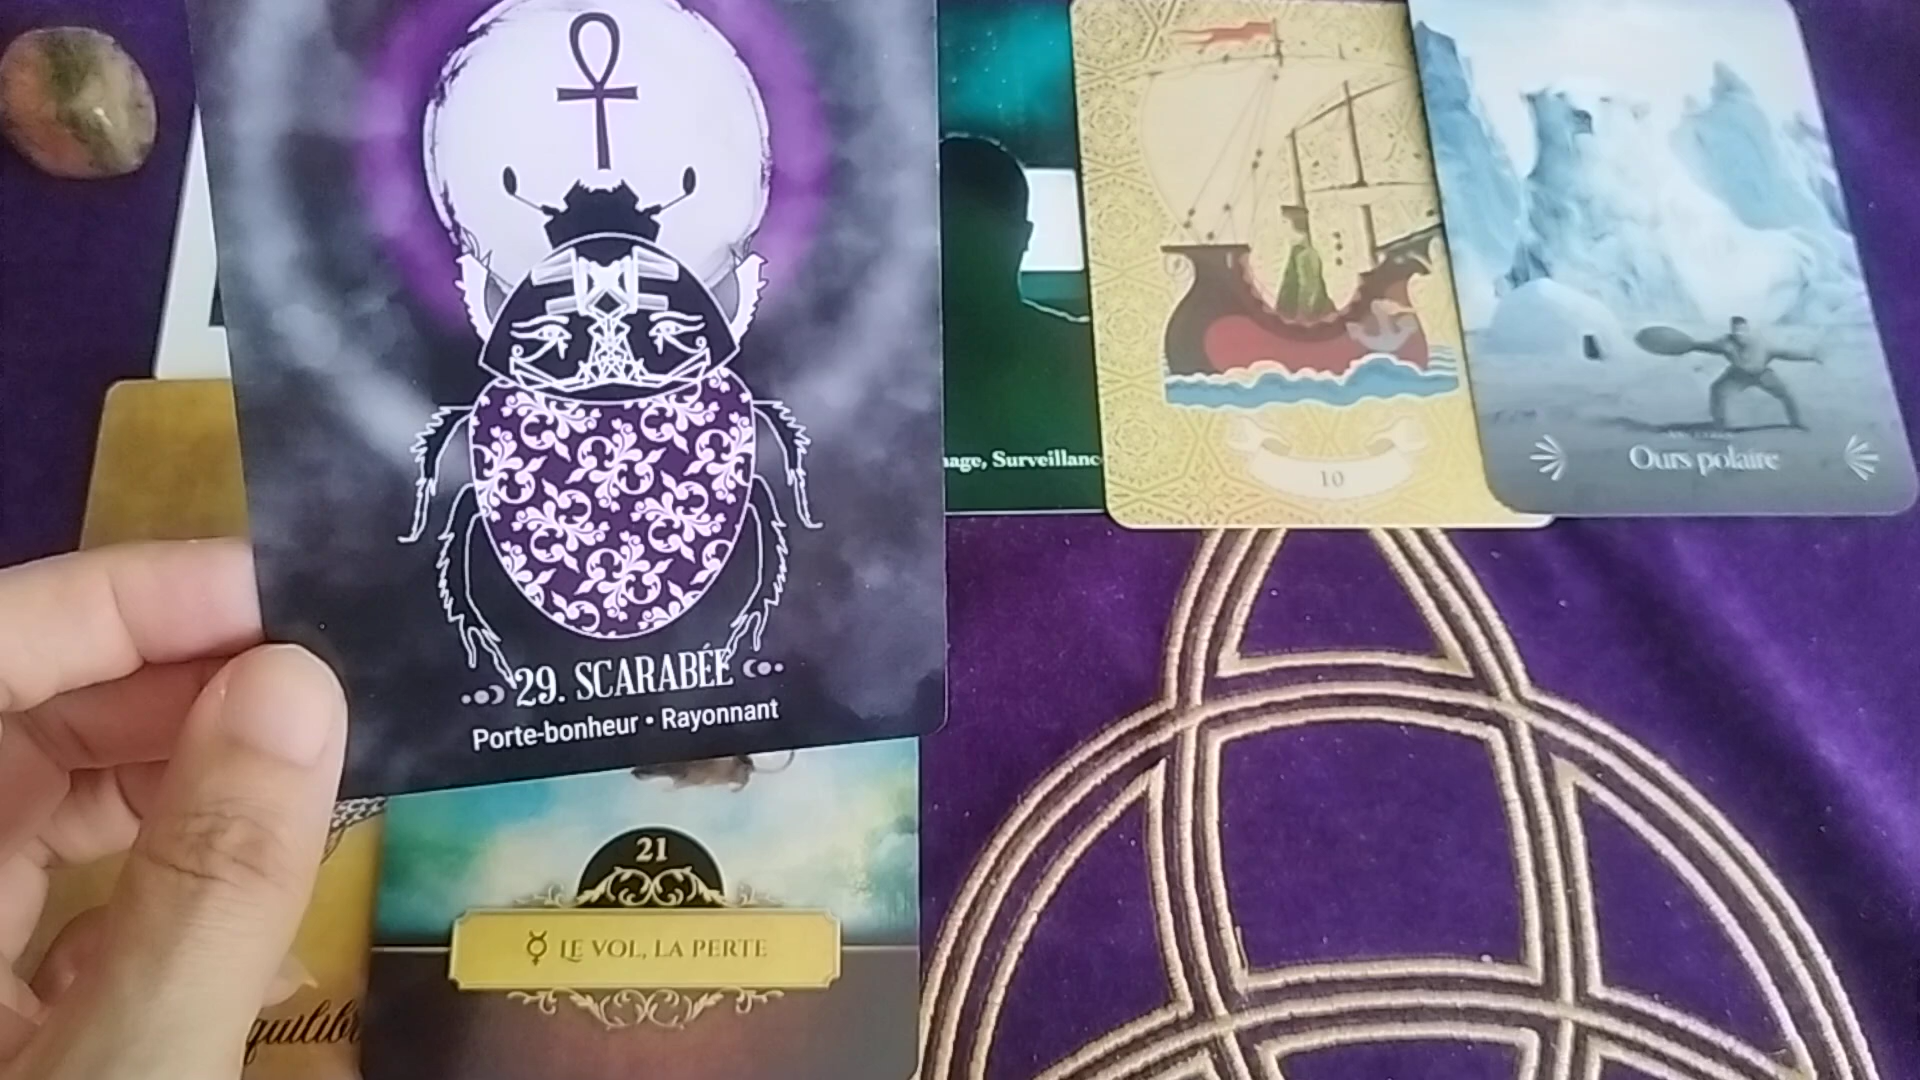 29. SCARABÉE
Porte-bonheur • Rayonnant
nage, Surveillanc
10
Ours polaire
21
LE VOL, LA PERTE
quilibr